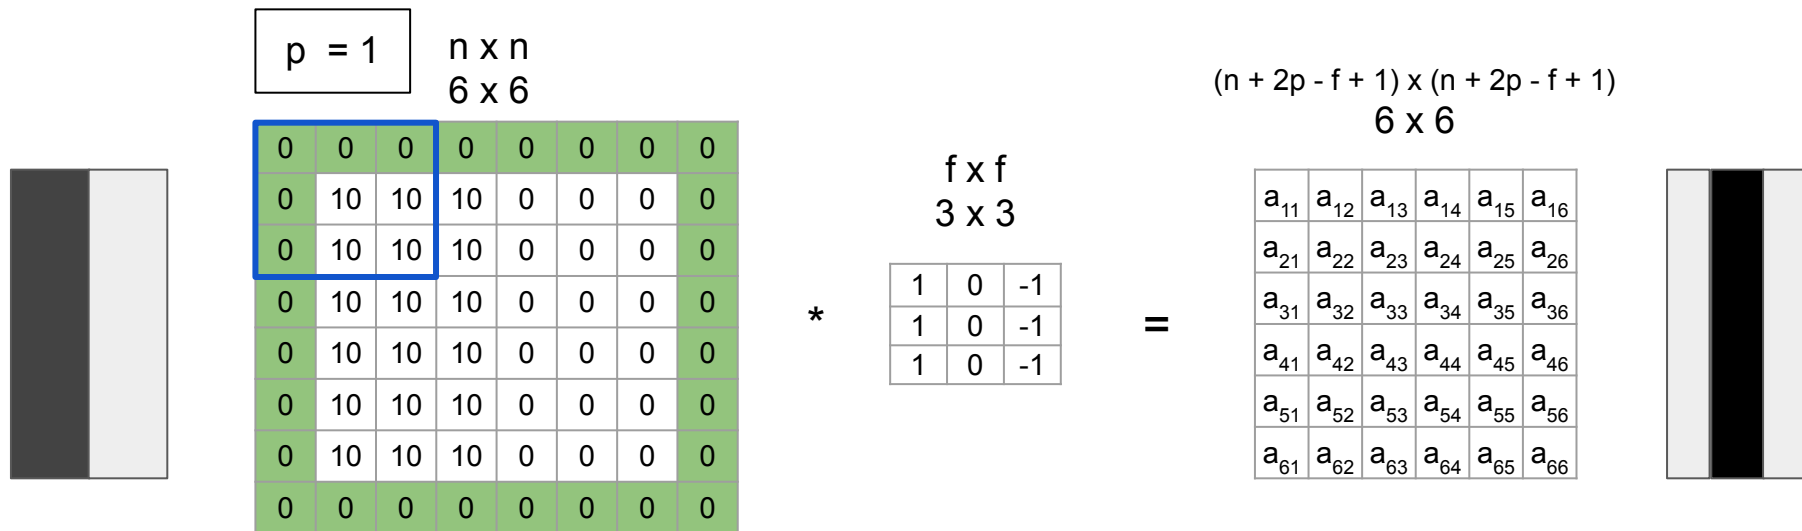 p = 1
n x n
6 x 6
0 0 0 0 0 0 0 0
0 10 10 10 0 0 0 0
0 10 10 10 0 0 0 0
0 10 10 10 0 0 0 0
0 10 10 10 0 0 0 0
0 10 10 10 0 0 0 0
0 10 10 10 0 0 0 0
0 0 0 0 0 0 0 0
*
f x f
3 x 3
1 0 -1
1 0 -1
1 0 -1
=
(n + 2p - f + 1) x (n + 2p - f + 1)
6 x 6
a11 a12 a13 a14 a15 a16
a21 a22 a23 a24 a25 a26
a31 a32 a33 a34 a35 a36
a41 a42 a43 a44 a45 a46
a51 a52 a53 a54 a55 a56
a61 a62 a63 a64 a65 a66